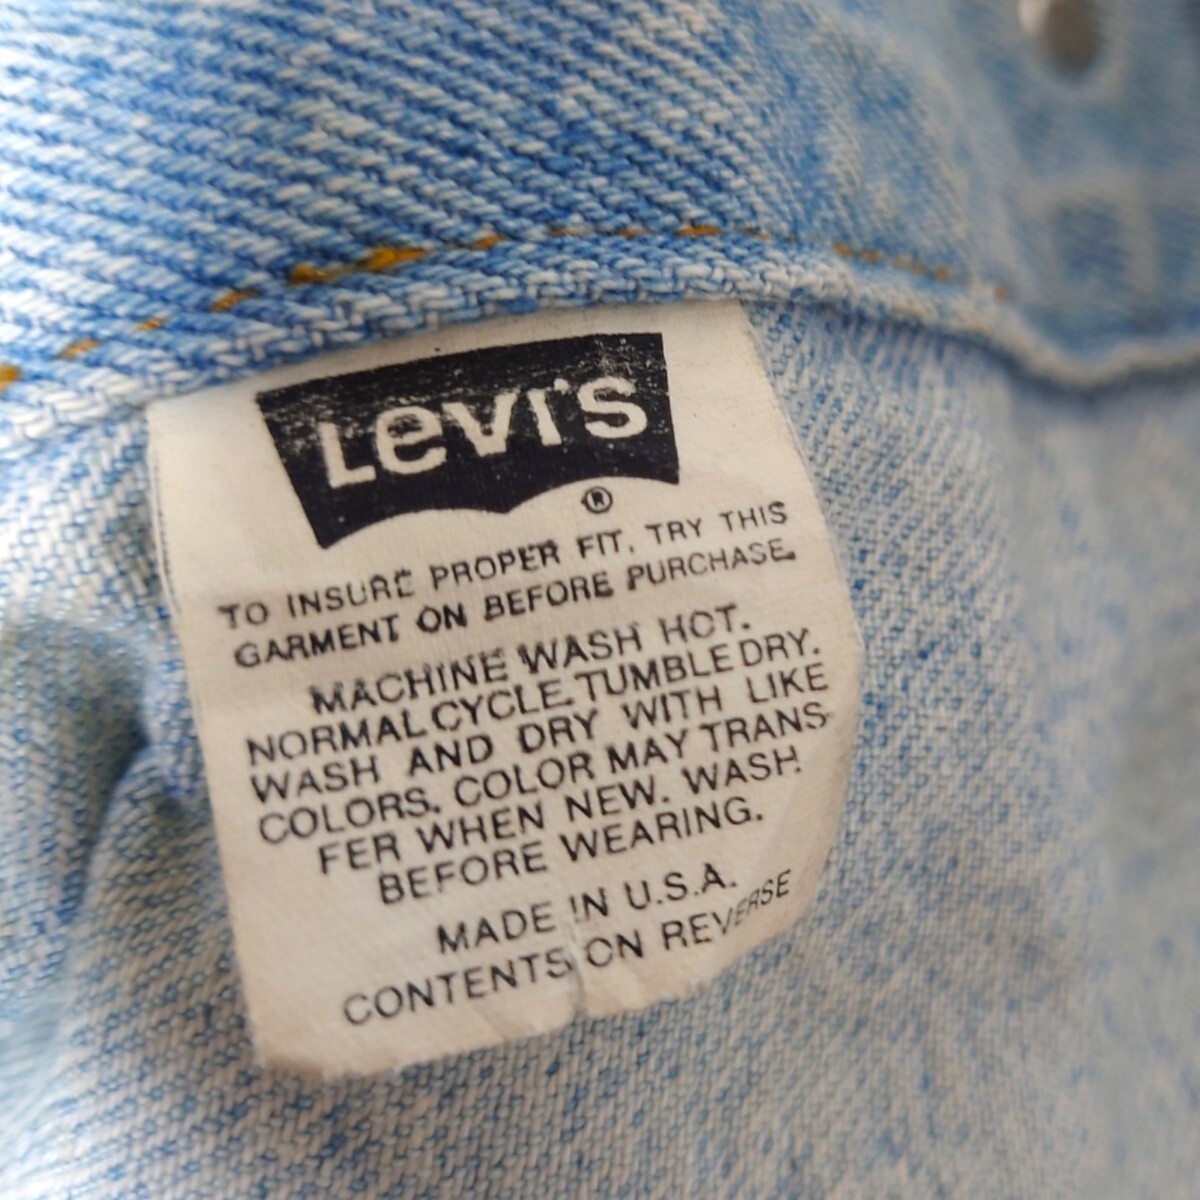 Levi's
®
TO INSURE PROPER FIT, TRY THIS
GARMENT ON BEFORE PURCHASE.
MACHINE WASH HOT.
NORMAL CYCLE. TUMBLE DRY.
WASH AND DRY WITH LIKE
COLORS. COLOR MAY TRANS
FER WHEN NEW. WASH
BEFORE WEARING.
MADE IN U.S.A.
CONTENTS ON REVERSE